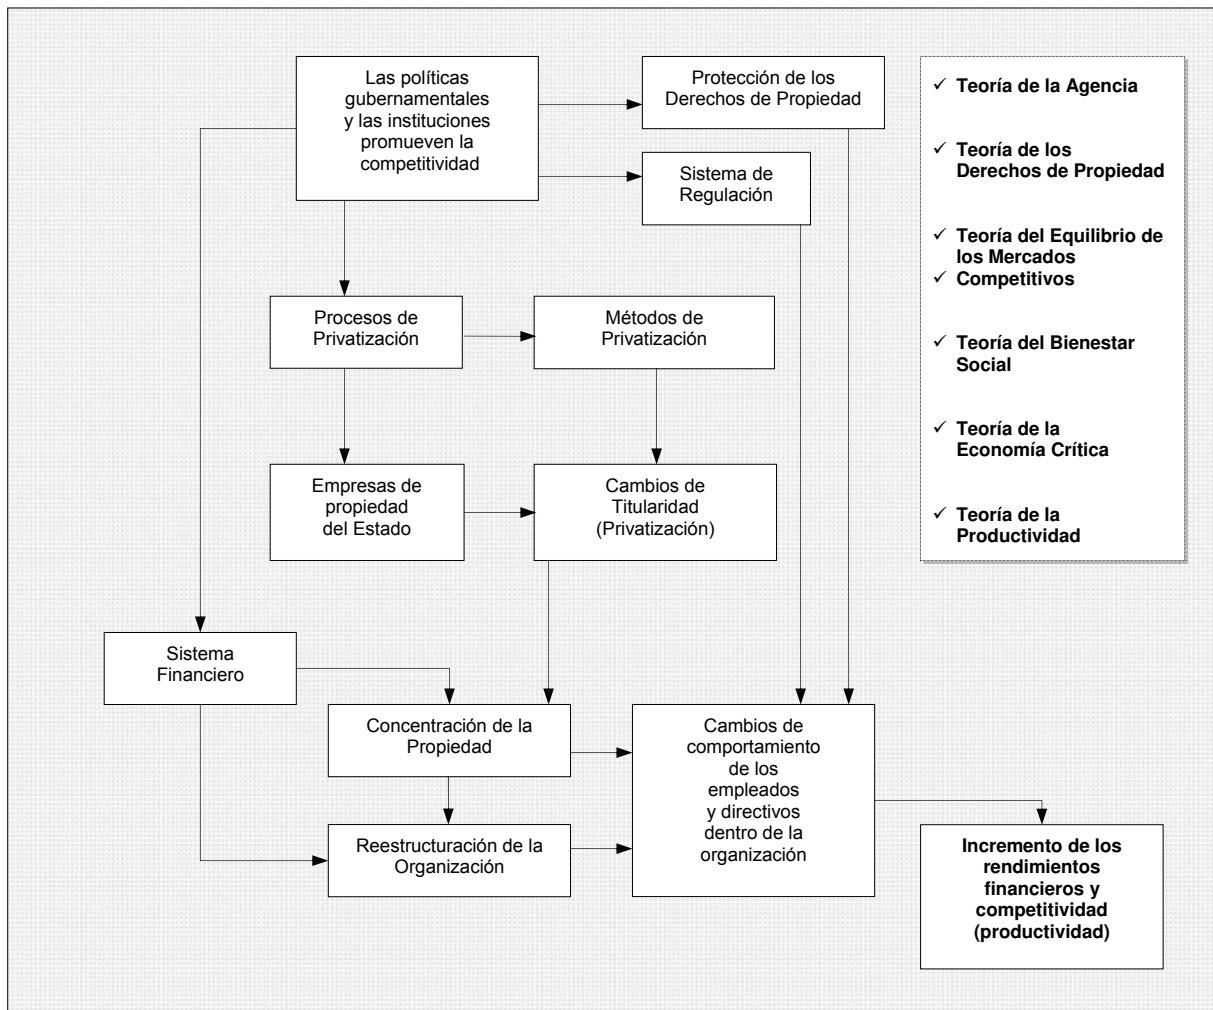 Las políticas
gubernamentales
y las instituciones
promueven la
competitividad
Protección de los
Derechos de Propiedad
Sistema de
Regulación
Procesos de
Privatización
Métodos de
Privatización
Empresas de
propiedad
del Estado
Cambios de
Titularidad
(Privatización)
Sistema
Financiero
Concentración de la
Propiedad
Reestructuración de la
Organización
Cambios de
comportamiento
de los
empleados
y directivos
dentro de la
organización
Incremento de los
rendimientos
financieros y
competitividad
(productividad)
✓ Teoría de la Agencia
✓ Teoría de los
Derechos de Propiedad
✓ Teoría del Equilibrio de
los Mercados
✓ Competitivos
✓ Teoría del Bienestar
Social
✓ Teoría de la
Economía Crítica
✓ Teoría de la
Productividad